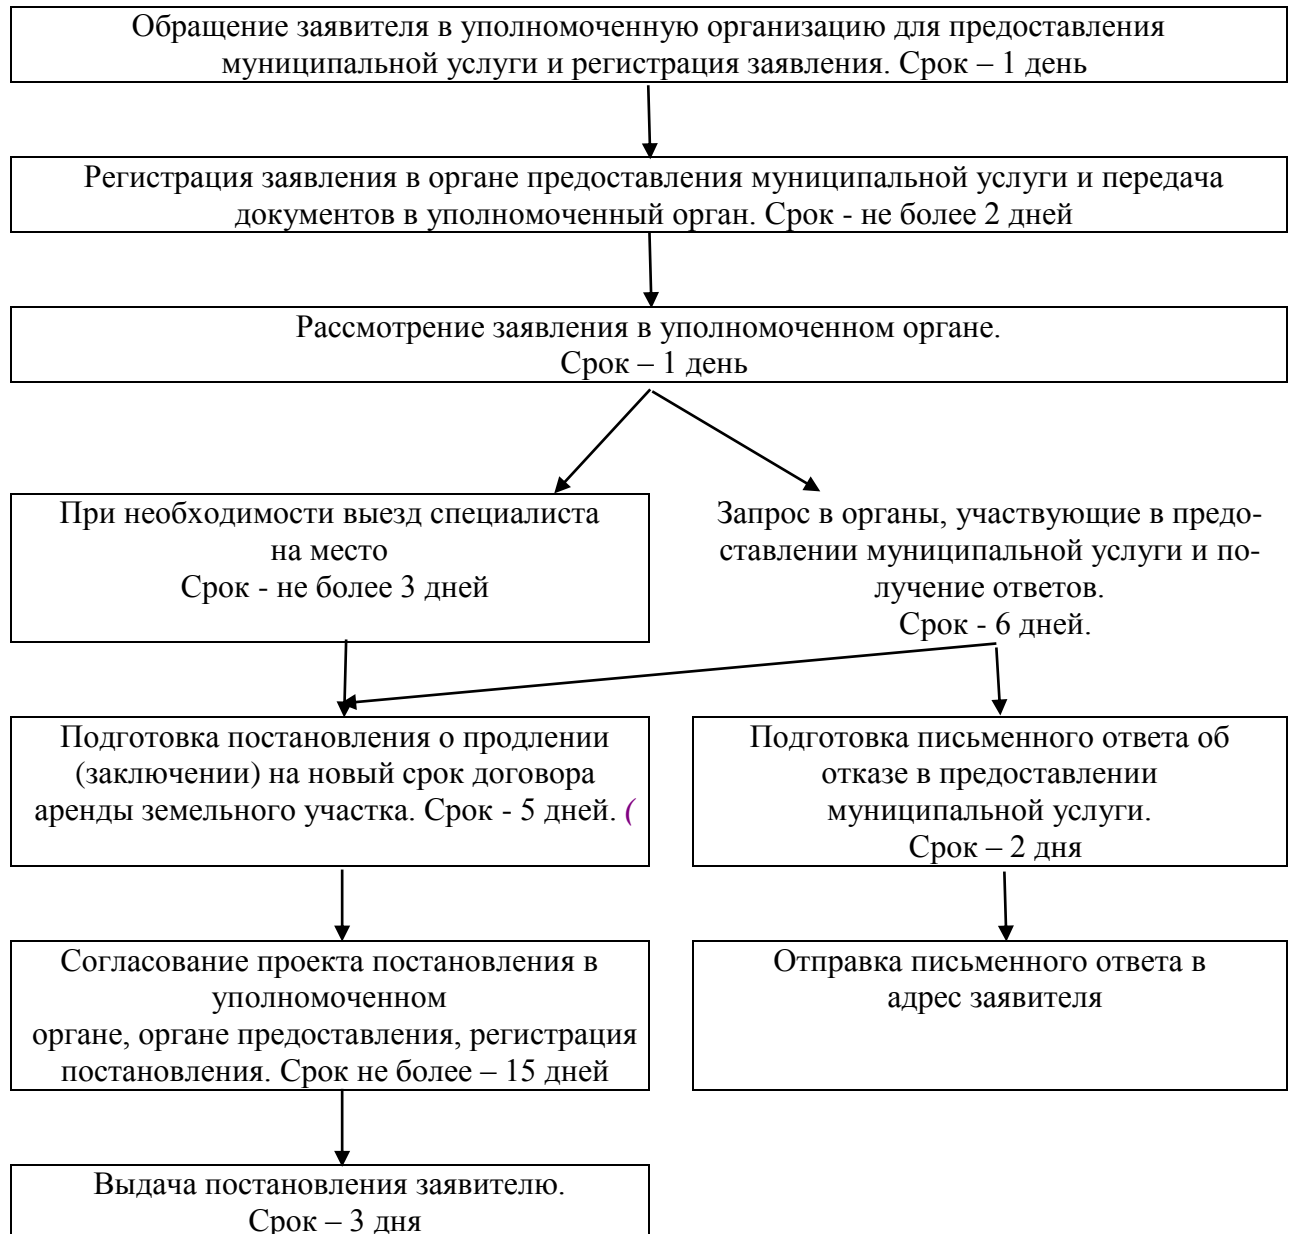 Обращение заявителя в уполномоченную организацию для предоставления
муниципальной услуги и регистрация заявления. Срок – 1 день
Регистрация заявления в органе предоставления муниципальной услуги и передача
документов в уполномоченный орган. Срок - не более 2 дней
Рассмотрение заявления в уполномоченном органе.
Срок – 1 день
При необходимости выезд специалиста
на место
Срок - не более 3 дней
Запрос в органы, участвующие в предо-
ставлении муниципальной услуги и по-
лучение ответов.
Срок - 6 дней.
Подготовка постановления о продлении
(заключении) на новый срок договора
аренды земельного участка. Срок - 5 дней. (
Подготовка письменного ответа об
отказе в предоставлении
муниципальной услуги.
Срок – 2 дня
Согласование проекта постановления в
уполномоченном
органе, органе предоставления, регистрация
постановления. Срок не более – 15 дней
Отправка письменного ответа в
адрес заявителя
Выдача постановления заявителю.
Срок – 3 дня